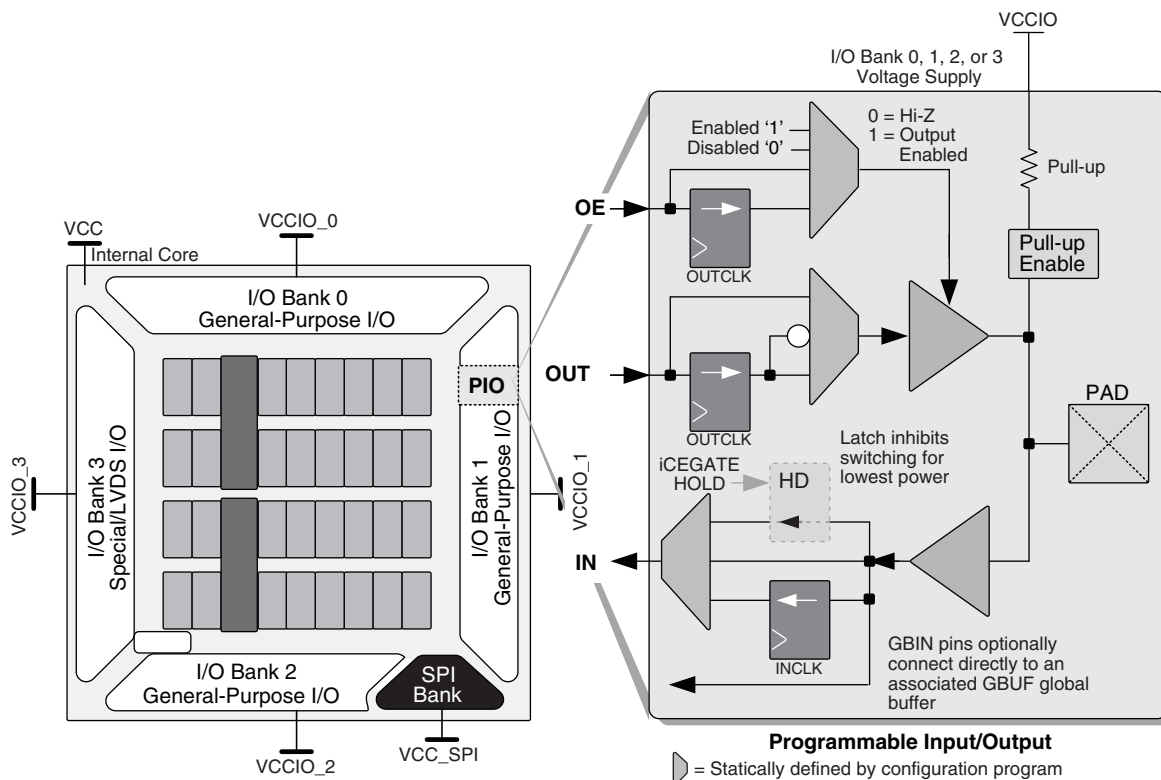 VCCIO
I/O Bank 0, 1, 2, or 3
Voltage Supply
Enabled ‘1’
Disabled ‘0’
0 = Hi-Z
1 = Output
Enabled
Pull-up
OE
OUTCLK
Pull-up
Enable
OUT
OUTCLK
PAD
Latch inhibits
switching for
lowest power
iCEGATE
HOLD
HD
IN
INCLK
GBIN pins optionally
connect directly to an
associated GBUF global
buffer
Programmable Input/Output
= Statically defined by configuration program
VCC
Internal Core
VCCIO_0
I/O Bank 0
General-Purpose I/O
PIO
I/O Bank 1
General-Purpose I/O
VCCIO_1
VCCIO_3
I/O Bank 3
Special/LVDS I/O
I/O Bank 2
General-Purpose I/O
SPI
Bank
VCCIO_2
VCC_SPI